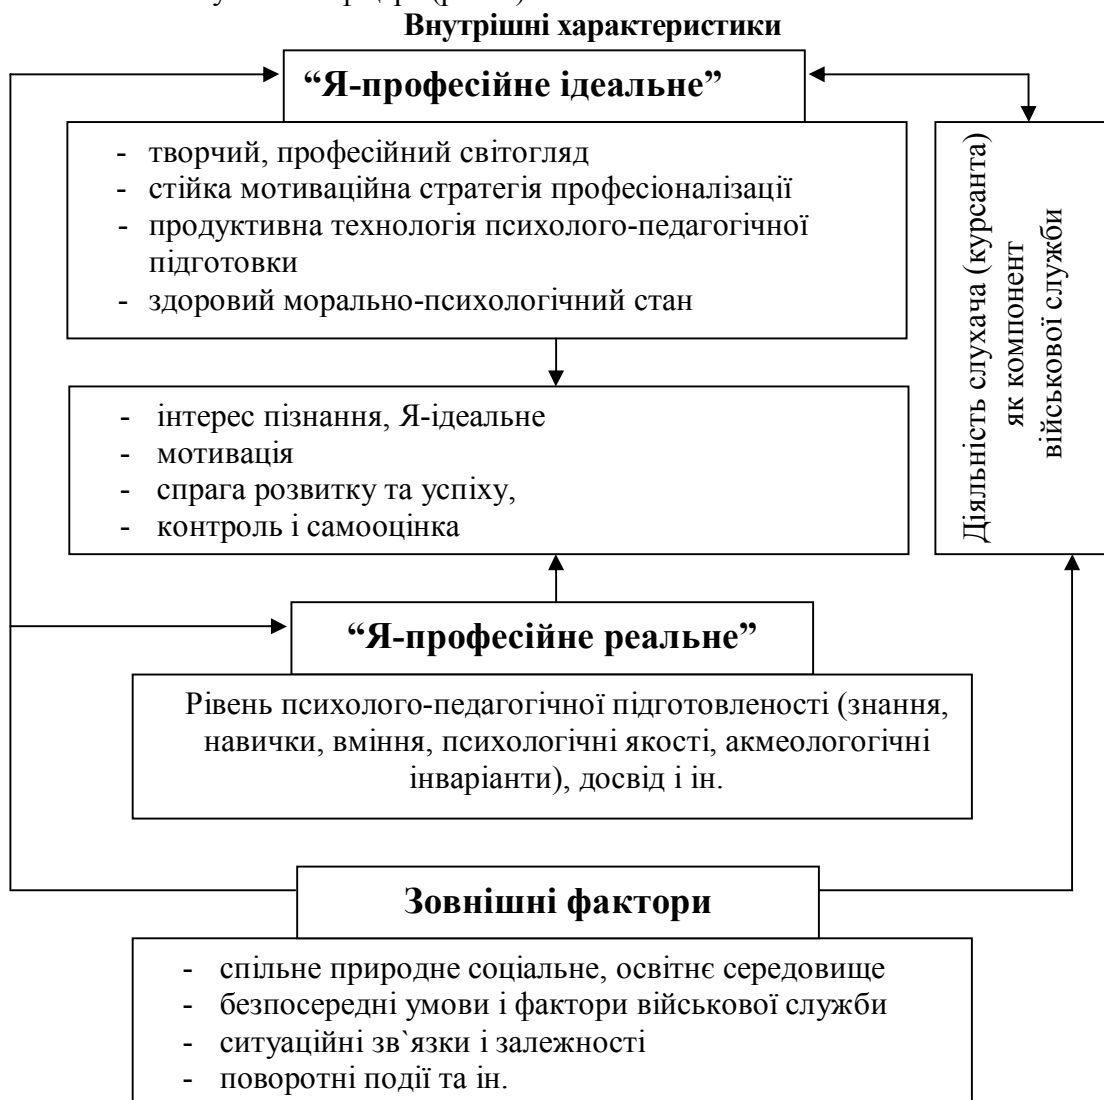 Внутрішні характеристики
“Я-професійне ідеальне”
- творчий, професійний світогляд
- стійка мотиваційна стратегія професіоналізації
- продуктивна технологія психолого-педагогічної
підготовки
- здоровий морально-психологічний стан
Діяльність слухача (курсанта)
як компонент
військової служби
- інтерес пізнання, Я-ідеальне
- мотивація
- спрага розвитку та успіху,
- контроль і самооцінка
“Я-професійне реальне”
Рівень психолого-педагогічної підготовленості (знання,
навички, вміння, психологічні якості, акмеологогічні
інваріанти), досвід і ін.
Зовнішні фактори
- спільне природне соціальне, освітнє середовище
- безпосередні умови і фактори військової служби
- ситуаційні зв`язки і залежності
- поворотні події та ін.